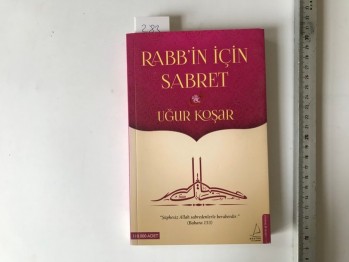 RABB'İN İÇİN
SABRET
UĞUR KOŞAR
"Şüphesiz Allah sabredenlerle beraberdir."
(Bakara 153)